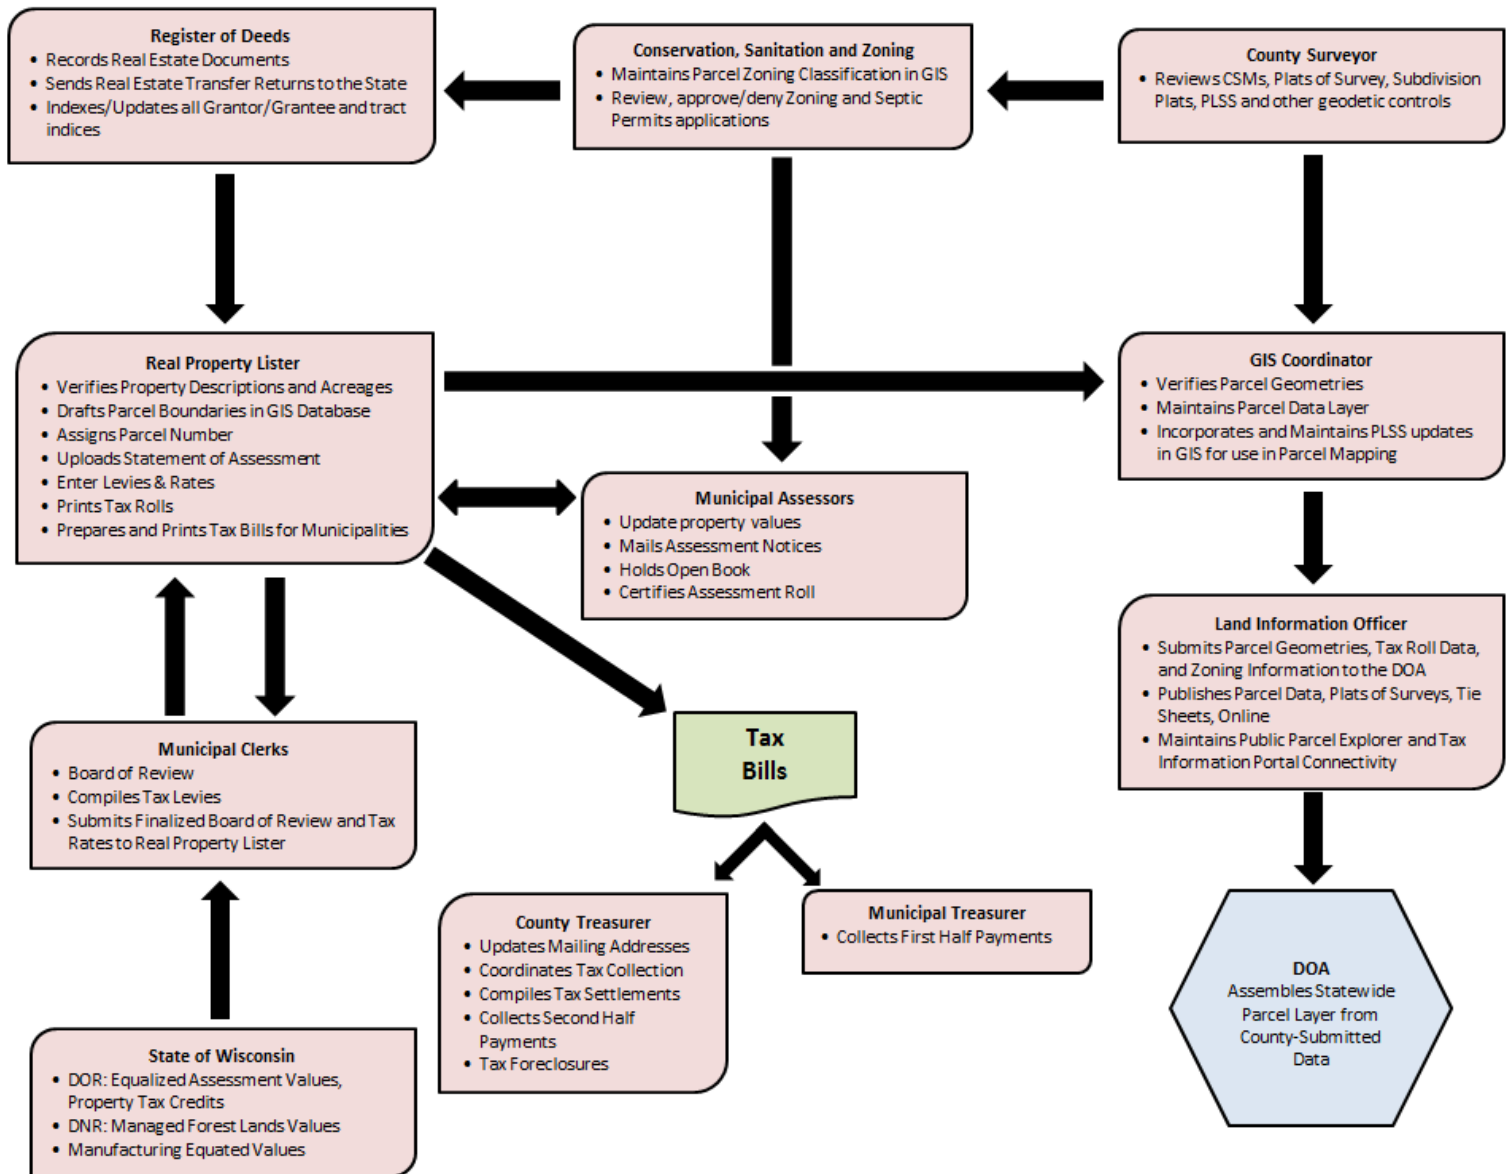 Register of Deeds
• Records Real Estate Documents
• Sends Real Estate Transfer Returns to the State
• Indexes/Updates all Grantor/Grantee and tract
indices
Conservation, Sanitation and Zoning
• Maintains Parcel Zoning Classification in GIS
• Review, approve/deny Zoning and Septic
Permits applications
County Surveyor
• Reviews CSMs, Plats of Survey, Subdivision
Plats, PLSS and other geodetic controls
Real Property Lister
• Verifies Property Descriptions and Acreages
• Drafts Parcel Boundaries in GIS Database
• Assigns Parcel Number
• Uploads Statement of Assessment
• Enter Levies & Rates
• Prints Tax Rolls
• Prepares and Prints Tax Bills for Municipalities
GIS Coordinator
• Verifies Parcel Geometries
• Maintains Parcel Data Layer
• Incorporates and Maintains PLSS updates
in GIS for use in Parcel Mapping
Municipal Assessors
• Update property values
• Mails Assessment Notices
• Holds Open Book
• Certifies Assessment Roll
Land Information Officer
• Submits Parcel Geometries, Tax Roll Data,
and Zoning Information to the DOA
• Publishes Parcel Data, Plats of Surveys, Tie
Sheets, Online
• Maintains Public Parcel Explorer and Tax
Information Portal Connectivity
Municipal Clerks
• Board of Review
• Compiles Tax Levies
• Submits Finalized Board of Review and Tax
Rates to Real Property Lister
Tax
Bills
County Treasurer
• Updates Mailing Addresses
• Coordinates Tax Collection
• Compiles Tax Settlements
• Collects Second Half
Payments
• Tax Foreclosures
Municipal Treasurer
• Collects First Half Payments
DOA
Assembles Statewide
Parcel Layer from
County-Submitted
Data
State of Wisconsin
• DOR: Equalized Assessment Values,
Property Tax Credits
• DNR: Managed Forest Lands Values
• Manufacturing Equated Values